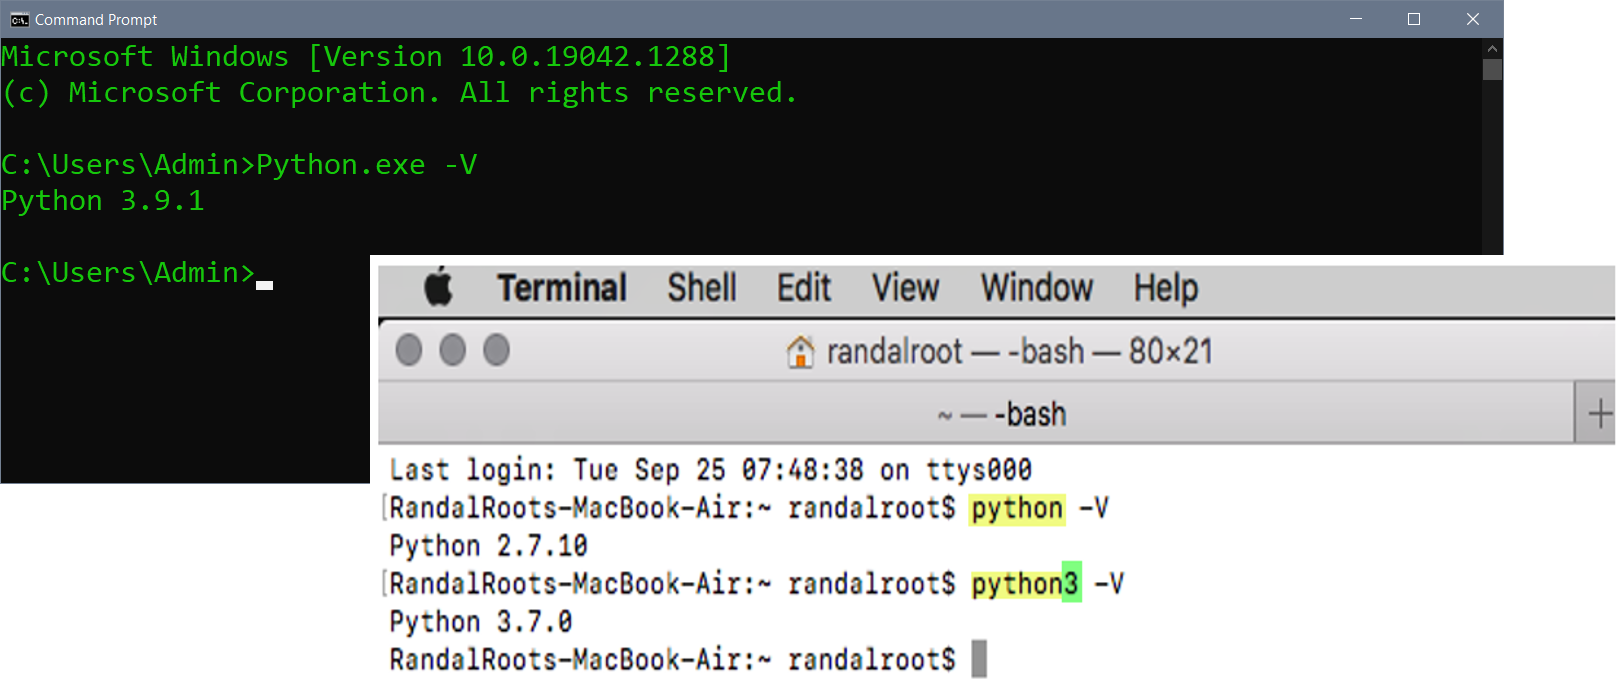 Command Prompt
Microsoft Windows [Version 10.0.19042.1288]
(c) Microsoft Corporation. All rights reserved.
C:\Users\Admin>Python.exe -V
Python 3.9.1
C:\Users\Admin>
Terminal Shell Edit View Window Help
randalroot — -bash — 80×21
~ — -bash
Last login: Tue Sep 25 07:48:38 on ttys000
[RandalRoots-MacBook-Air:~ randalroot$ python -V
Python 2.7.10
[RandalRoots-MacBook-Air:~ randalroot$ python3 -V
Python 3.7.0
RandalRoots-MacBook-Air:~ randalroot$